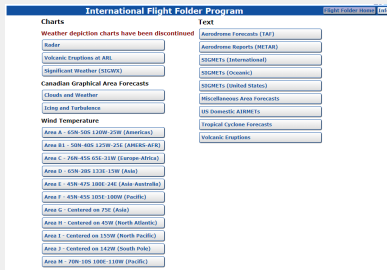 International Flight Folder Program
Flight Folder Home
Charts
Weather depiction charts have been discontinued
Radar
Volcanic Eruptions at ARL
Significant Weather (SIGWX)
Canadian Graphical Area Forecasts
Clouds and Weather
Icing and Turbulence
Wind Temperature
Area A - 65N-50S 120W-25W (Americas)
Area B1 - 50N-40S 125W-25E (AMERS-AFR)
Area C - 76N-45S 65E-31W (Europe-Africa)
Area D - 65N-20S 133E-15W (Asia)
Area E - 45N-47S 180E-24E (Asia-Australia)
Area F - 45N-45S 105E-100W (Pacific)
Area G - Centered on 75E (Asia)
Area H - Centered on 45W (North Atlantic)
Area I - Centered on 155W (North Pacific)
Area J - Centered on 142W (South Pole)
Area M - 70N-10S 100E-110W (Pacific)
Text
Aerodrome Forecasts (TAF)
Aerodrome Reports (METAR)
SIGMETs (International)
SIGMETs (Oceanic)
SIGMETs (United States)
Miscellaneous Area Forecasts
US Domestic AIRMETs
Tropical Cyclone Forecasts
Volcanic Eruptions